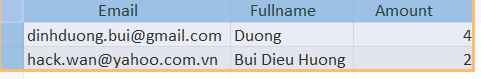 Email Fullname Amount
dinhduong.bui@gmail.com Duong 4
hack.wan@yahoo.com.vn Bui Dieu Huong 2